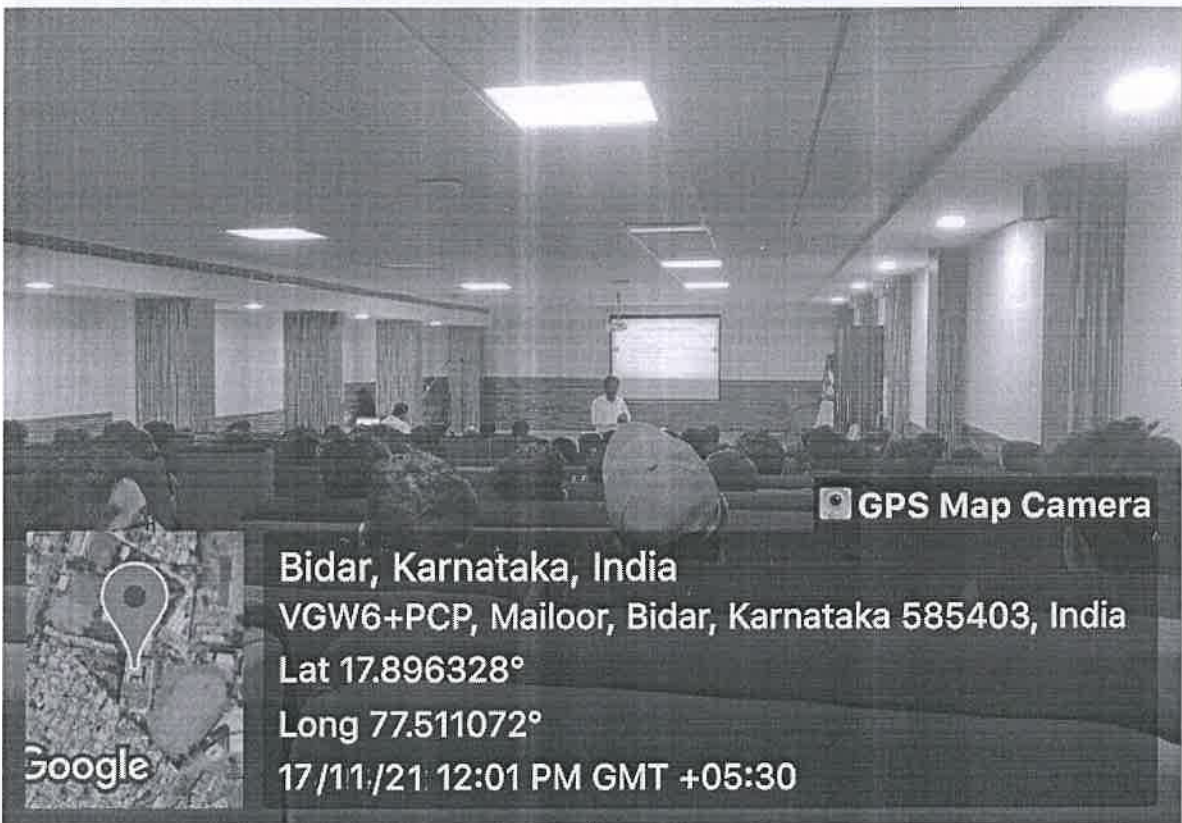 GPS Map Camera
Bidar, Karnataka, India
VGW6+PCP, Mailoor, Bidar, Karnataka 585403, India
Lat 17.896328°
Long 77.511072°
17/11/21 12:01 PM GMT +05:30
Google